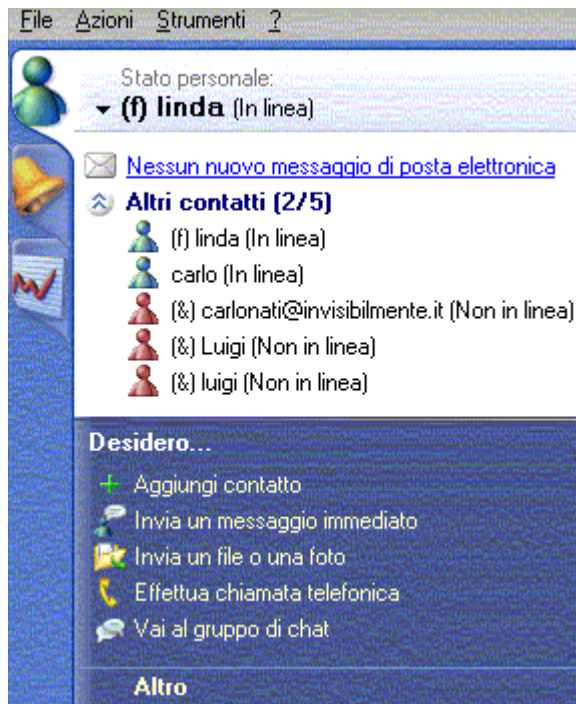 File Azioni Strumenti ?
Stato personale:
(f) linda (In linea)
Nessun nuovo messaggio di posta elettronica
Altri contatti (2/5)
(f) linda (In linea)
carlo (In linea)
(&) carlonati@invisibilmente.it (Non in linea)
(&) Luigi (Non in linea)
(&) luigi (Non in linea)
Desidero...
Aggiungi contatto
Invia un messaggio immediato
Invia un file o una foto
Effettua chiamata telefonica
Vai al gruppo di chat
Altro